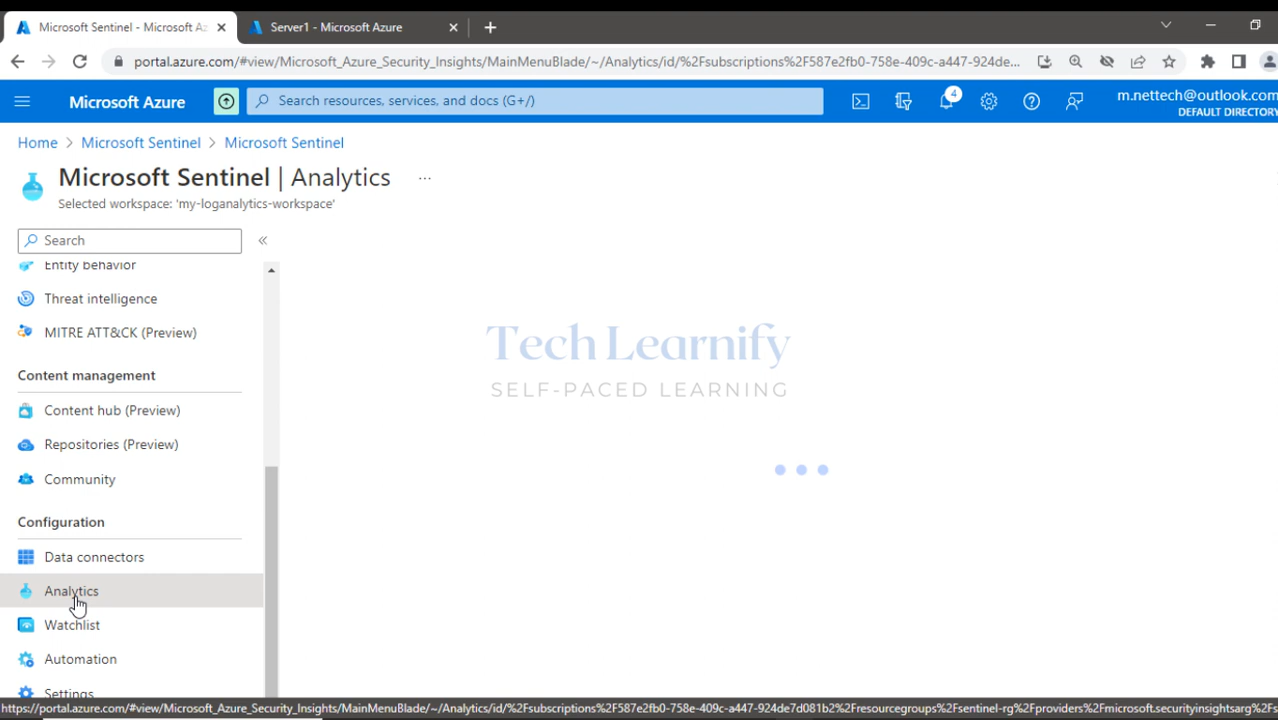 Microsoft Sentinel - Microsoft Az
Server1 - Microsoft Azure
portal.azure.com/#view/Microsoft_Azure_Security_Insights/MainMenuBlade/~/Analytics/id/%2Fsubscriptions%2F587e2fb0-758e-409c-a447-924de...
Microsoft Azure
Search resources, services, and docs (G+/)
4
m.nettech@outlook.com
DEFAULT DIRECTORY
Home > Microsoft Sentinel > Microsoft Sentinel
Microsoft Sentinel | Analytics ...
Selected workspace: 'my-loganalytics-workspace'
Search
«
Entity behavior
Threat intelligence
MITRE ATT&CK (Preview)
Content management
Content hub (Preview)
Repositories (Preview)
Community
Configuration
Data connectors
Analytics
Watchlist
Automation
Settings
Tech Learnify
SELF-PACED LEARNING
https://portal.azure.com/#view/Microsoft_Azure_Security_Insights/MainMenuBlade/~/Analytics/id/%2Fsubscriptions%2F587e2fb0-758e-409c-a447-924de7d081b2%2Fresourcegroups%2Fsentinel-rg%2Fproviders%2Fmicrosoft.securityinsightsarg%2Fs